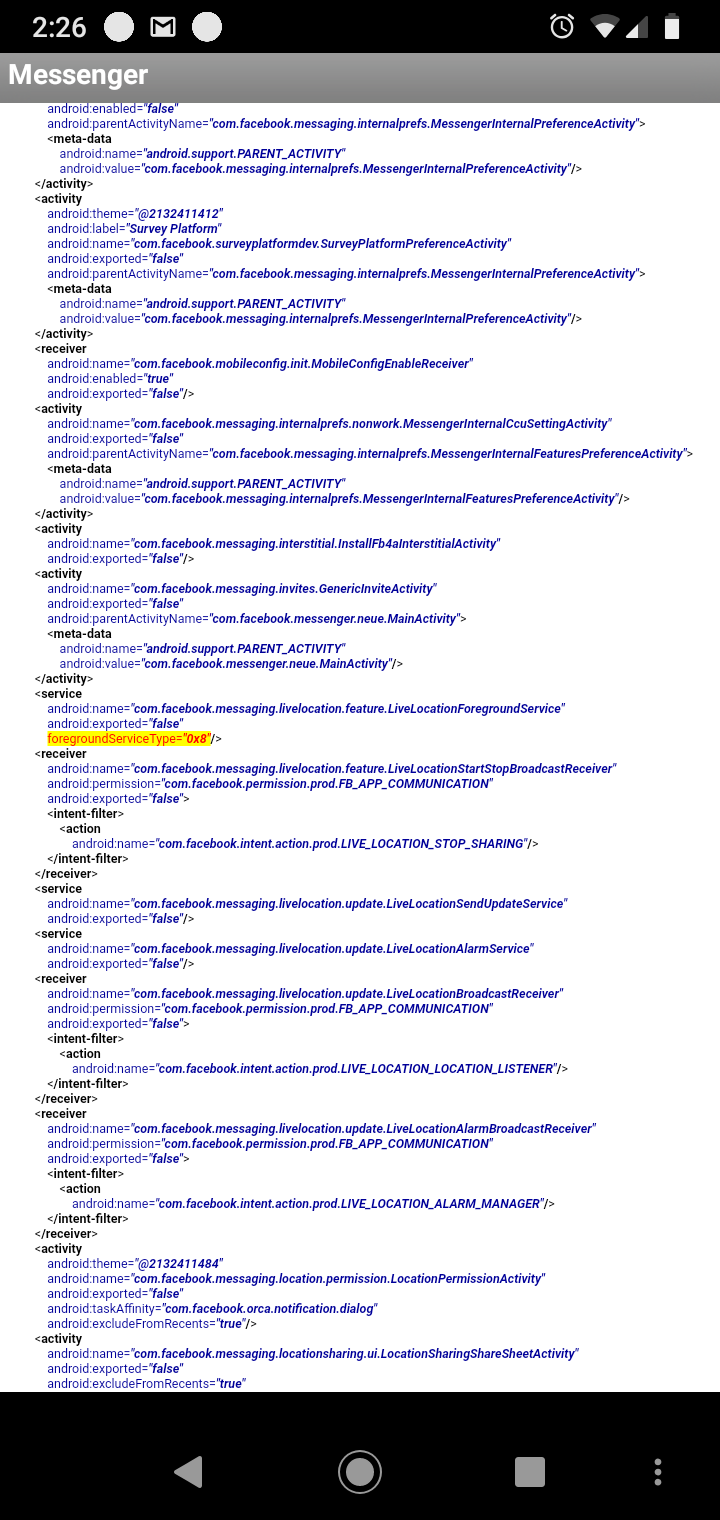 2:26
Messenger
android:enabled="false"
android:parentActivityName="com.facebook.messaging.internalprefs.MessengerInternalPreferenceActivity">
<meta-data
android:name="android.support.PARENT_ACTIVITY"
android:value="com.facebook.messaging.internalprefs.MessengerInternalPreferenceActivity"/>
</activity>
<activity
android:theme="@2132411412"
android:label="Survey Platform"
android:name="com.facebook.surveyplatformdev.SurveyPlatformPreferenceActivity"
android:exported="false"
android:parentActivityName="com.facebook.messaging.internalprefs.MessengerInternalPreferenceActivity">
<meta-data
android:name="android.support.PARENT_ACTIVITY"
android:value="com.facebook.messaging.internalprefs.MessengerInternalPreferenceActivity"/>
</activity>
<receiver
android:name="com.facebook.mobileconfig.init.MobileConfigEnableReceiver"
android:enabled="true"
android:exported="false"/>
<activity
android:name="com.facebook.messaging.internalprefs.nonwork.MessengerInternalCcuSettingActivity"
android:exported="false"
android:parentActivityName="com.facebook.messaging.internalprefs.MessengerInternalFeaturesPreferenceActivity">
<meta-data
android:name="android.support.PARENT_ACTIVITY"
android:value="com.facebook.messaging.internalprefs.MessengerInternalFeaturesPreferenceActivity"/>
</activity>
<activity
android:name="com.facebook.messaging.interstitial.InstallFb4aInterstitialActivity"
android:exported="false"/>
<activity
android:name="com.facebook.messaging.invites.GenericInviteActivity"
android:exported="false"
android:parentActivityName="com.facebook.messenger.neue.MainActivity">
<meta-data
android:name="android.support.PARENT_ACTIVITY"
android:value="com.facebook.messenger.neue.MainActivity"/>
</activity>
<service
android:name="com.facebook.messaging.livelocation.feature.LiveLocationForegroundService"
android:exported="false"
foregroundServiceType="0x8"/>
<receiver
android:name="com.facebook.messaging.livelocation.feature.LiveLocationStartStopBroadcastReceiver"
android:permission="com.facebook.permission.prod.FB_APP_COMMUNICATION"
android:exported="false">
<intent-filter>
<action
android:name="com.facebook.intent.action.prod.LIVE_LOCATION_STOP_SHARING"/>
</intent-filter>
</receiver>
<service
android:name="com.facebook.messaging.livelocation.update.LiveLocationSendUpdateService"
android:exported="false"/>
<service
android:name="com.facebook.messaging.livelocation.update.LiveLocationAlarmService"
android:exported="false"/>
<receiver
android:name="com.facebook.messaging.livelocation.update.LiveLocationBroadcastReceiver"
android:permission="com.facebook.permission.prod.FB_APP_COMMUNICATION"
android:exported="false">
<intent-filter>
<action
android:name="com.facebook.intent.action.prod.LIVE_LOCATION_LOCATION_LISTENER"/>
</intent-filter>
</receiver>
<receiver
android:name="com.facebook.messaging.livelocation.update.LiveLocationAlarmBroadcastReceiver"
android:permission="com.facebook.permission.prod.FB_APP_COMMUNICATION"
android:exported="false">
<intent-filter>
<action
android:name="com.facebook.intent.action.prod.LIVE_LOCATION_ALARM_MANAGER"/>
</intent-filter>
</receiver>
<activity
android:theme="@2132411484"
android:name="com.facebook.messaging.location.permission.LocationPermissionActivity"
android:exported="false"
android:taskAffinity="com.facebook.orca.notification.dialog"
android:excludeFromRecents="true"/>
<activity
android:name="com.facebook.messaging.locationsharing.ui.LocationSharingShareSheetActivity"
android:exported="false"
android:excludeFromRecents="true"